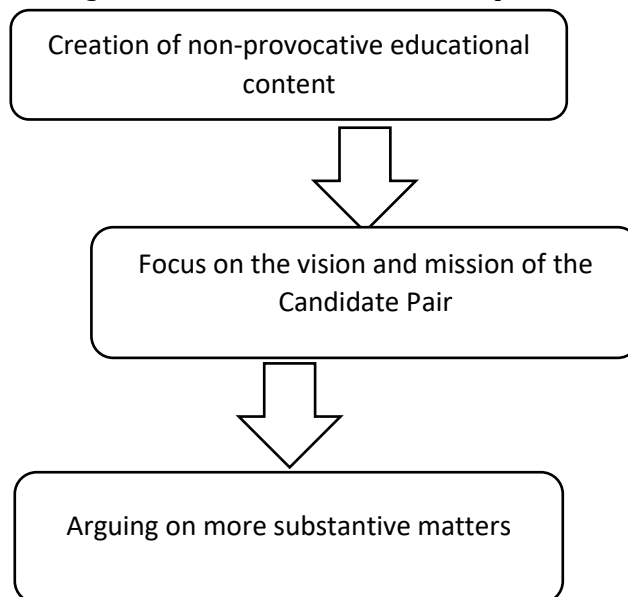 Creation of non-provocative educational
content
Focus on the vision and mission of the
Candidate Pair
Arguing on more substantive matters